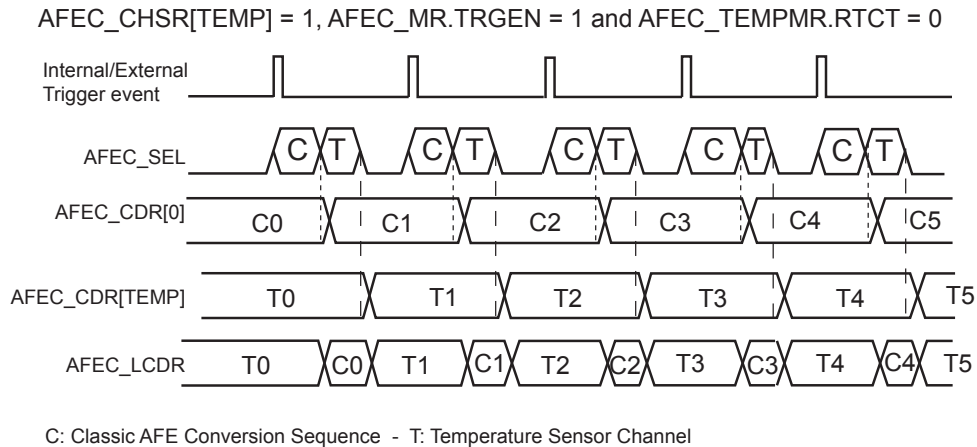 AFEC_CHSR[TEMP] = 1, AFEC_MR.TRGEN = 1 and AFEC_TEMPMR.RTCT = 0
Internal/External
Trigger event
AFEC_SEL C T C T C T C T C T
AFEC_CDR[0] C0 C1 C2 C3 C4 C5
AFEC_CDR[TEMP] T0 T1 T2 T3 T4 T5
AFEC_LCDR T0 C0 T1 C1 T2 C2 T3 C3 T4 C4 T5
C: Classic AFE Conversion Sequence - T: Temperature Sensor Channel